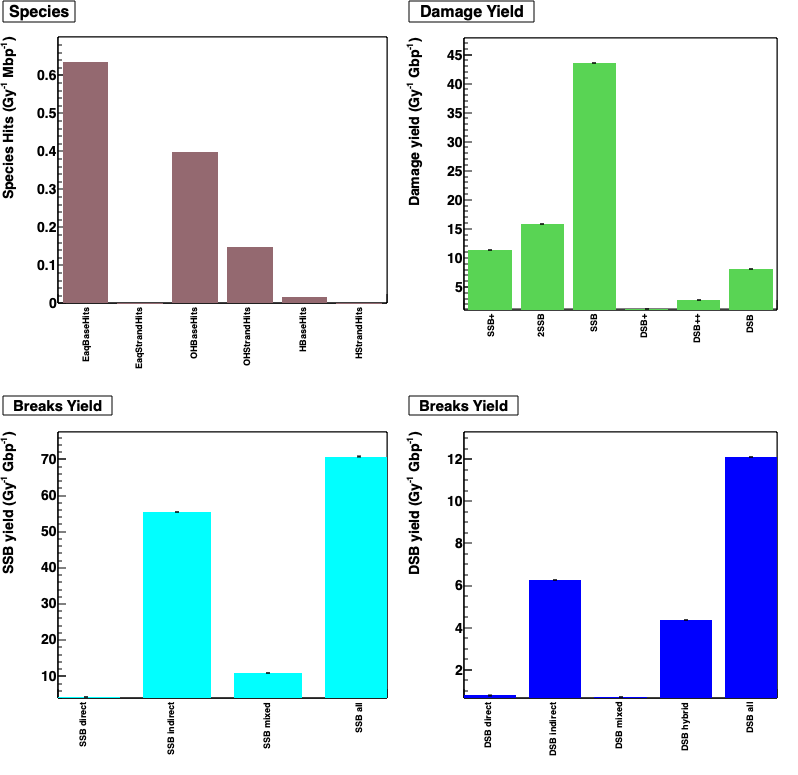 Species
Species Hits (Gy⁻¹ Mbp⁻¹)
0.6
0.5
0.4
0.3
0.2
0.1
0
EaqBaseHits
EaqStrandHits
OHBaseHits
OHStrandHits
HBaseHits
HStrandHits
Damage Yield
Damage yield (Gy⁻¹ Gbp⁻¹)
45
40
35
30
25
20
15
10
5
SSB+
2SSB
SSB
DSB+
DSB++
DSB
Breaks Yield
SSB yield (Gy⁻¹ Gbp⁻¹)
70
60
50
40
30
20
10
SSB direct
SSB indirect
SSB mixed
SSB all
Breaks Yield
DSB yield (Gy⁻¹ Gbp⁻¹)
12
10
8
6
4
2
DSB direct
DSB indirect
DSB mixed
DSB hybrid
DSB all